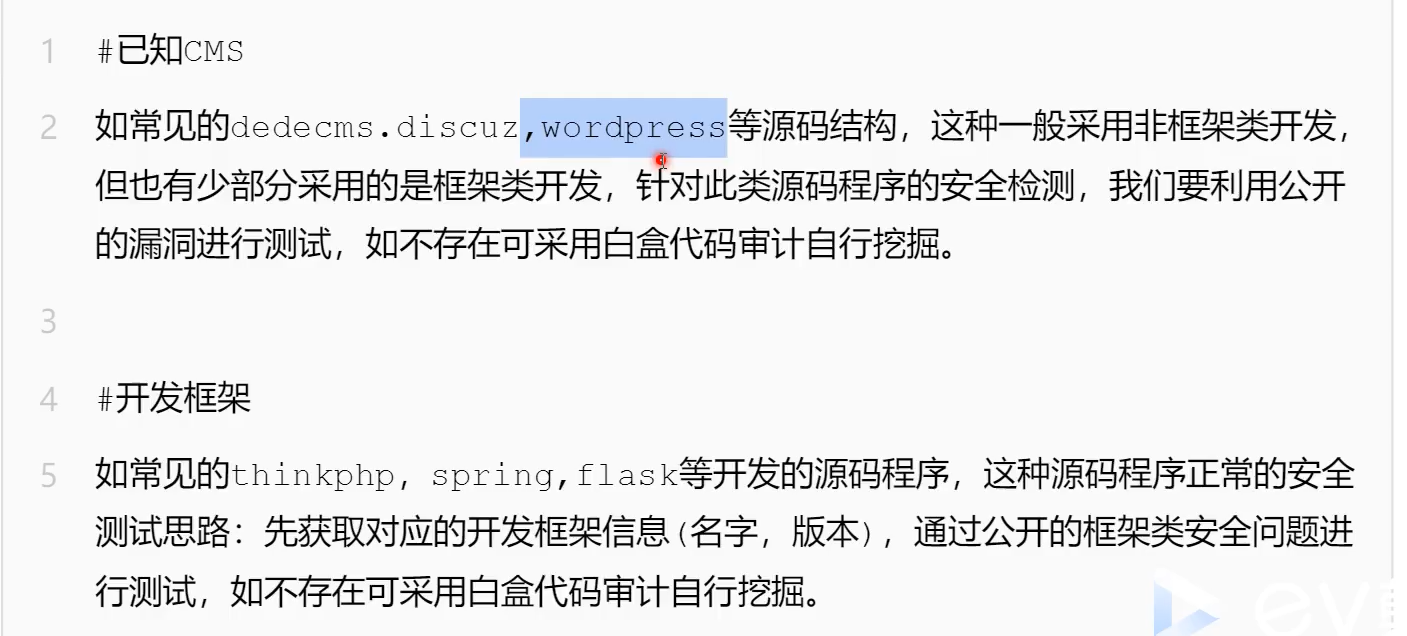 1 #已知CMS
2 如常见的dedecms.discuz,wordpress等源码结构，这种一般采用非框架类开发，
但也有少部分采用的是框架类开发，针对此类源码程序的安全检测，我们要利用公开
的漏洞进行测试，如不存在可采用白盒代码审计自行挖掘。
3
4 #开发框架
5 如常见的thinkphp，spring,flask等开发的源码程序，这种源码程序正常的安全
测试思路：先获取对应的开发框架信息(名字，版本)，通过公开的框架类安全问题进
行测试，如不存在可采用白盒代码审计自行挖掘。